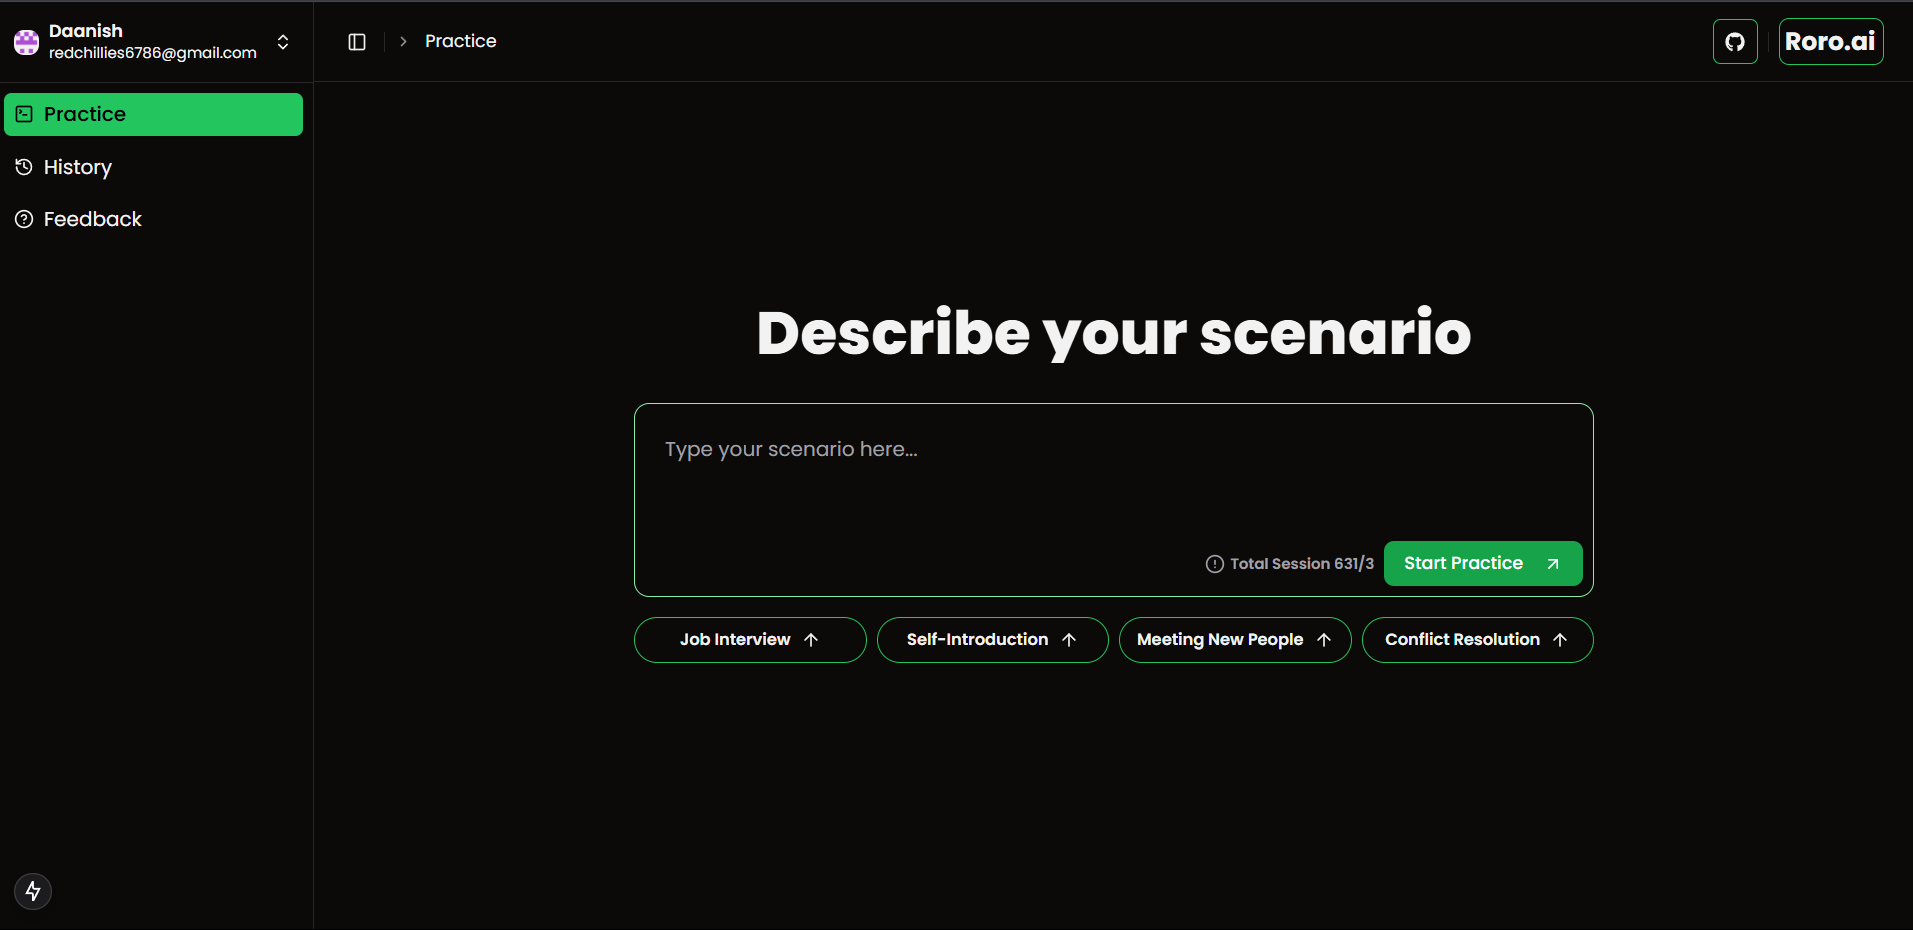 Daanish
redchillies6786@gmail.com
Practice
Roro.ai
Practice
History
Feedback
Describe your scenario
Type your scenario here...
Total Session 631/3
Start Practice
Job Interview
Self-Introduction
Meeting New People
Conflict Resolution